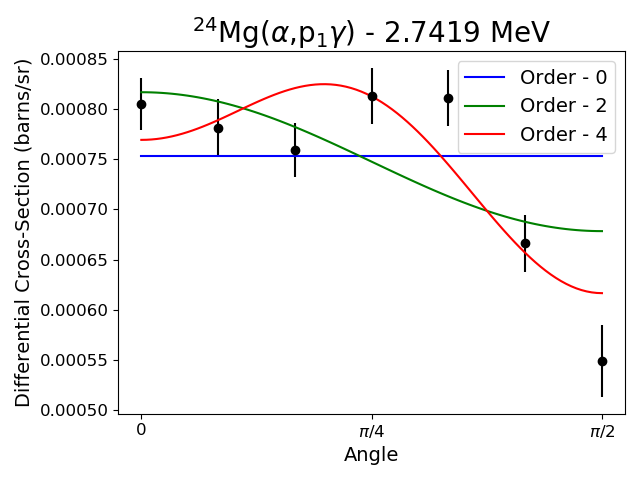 ²⁴Mg(α,p₁γ) - 2.7419 MeV
Differential Cross-Section (barns/sr)
0.00085
0.00080
0.00075
0.00070
0.00065
0.00060
0.00055
0.00050
Order - 0
Order - 2
Order - 4
0
π/4
π/2
Angle